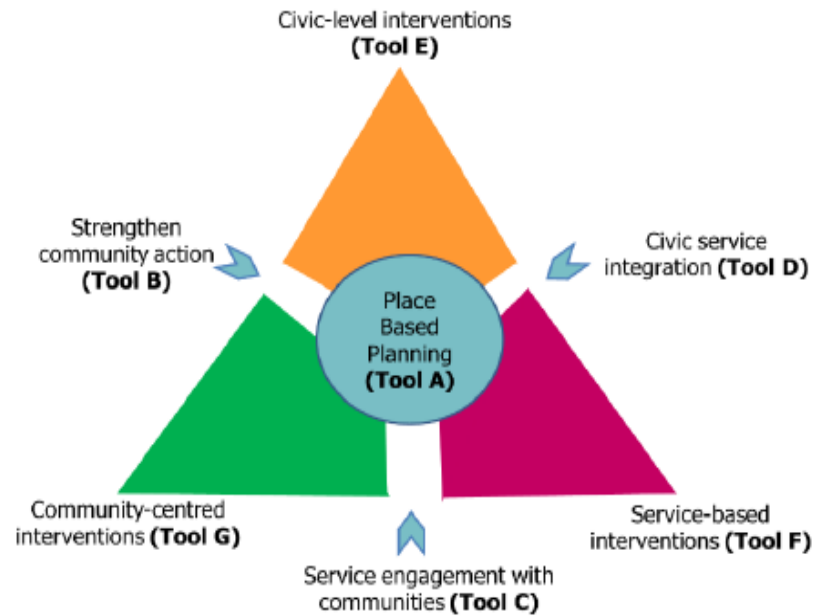 Civic-level interventions
(Tool E)
Strengthen
community action
(Tool B)
Civic service
integration (Tool D)
Place
Based
Planning
(Tool A)
Community-centred
interventions (Tool G)
Service-based
interventions (Tool F)
Service engagement with
communities (Tool C)